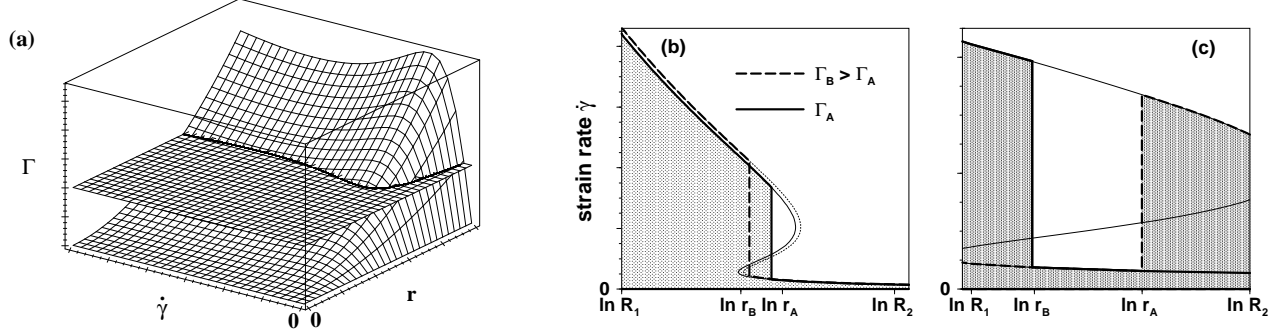 (a)
Γ
γ̇
0 0
r
(b)
Γ_B > Γ_A
Γ_A
strain rate γ̇
0
ln R_1
ln r_B
ln r_A
ln R_2
(c)
0
ln R_1
ln r_B
ln r_A
ln R_2